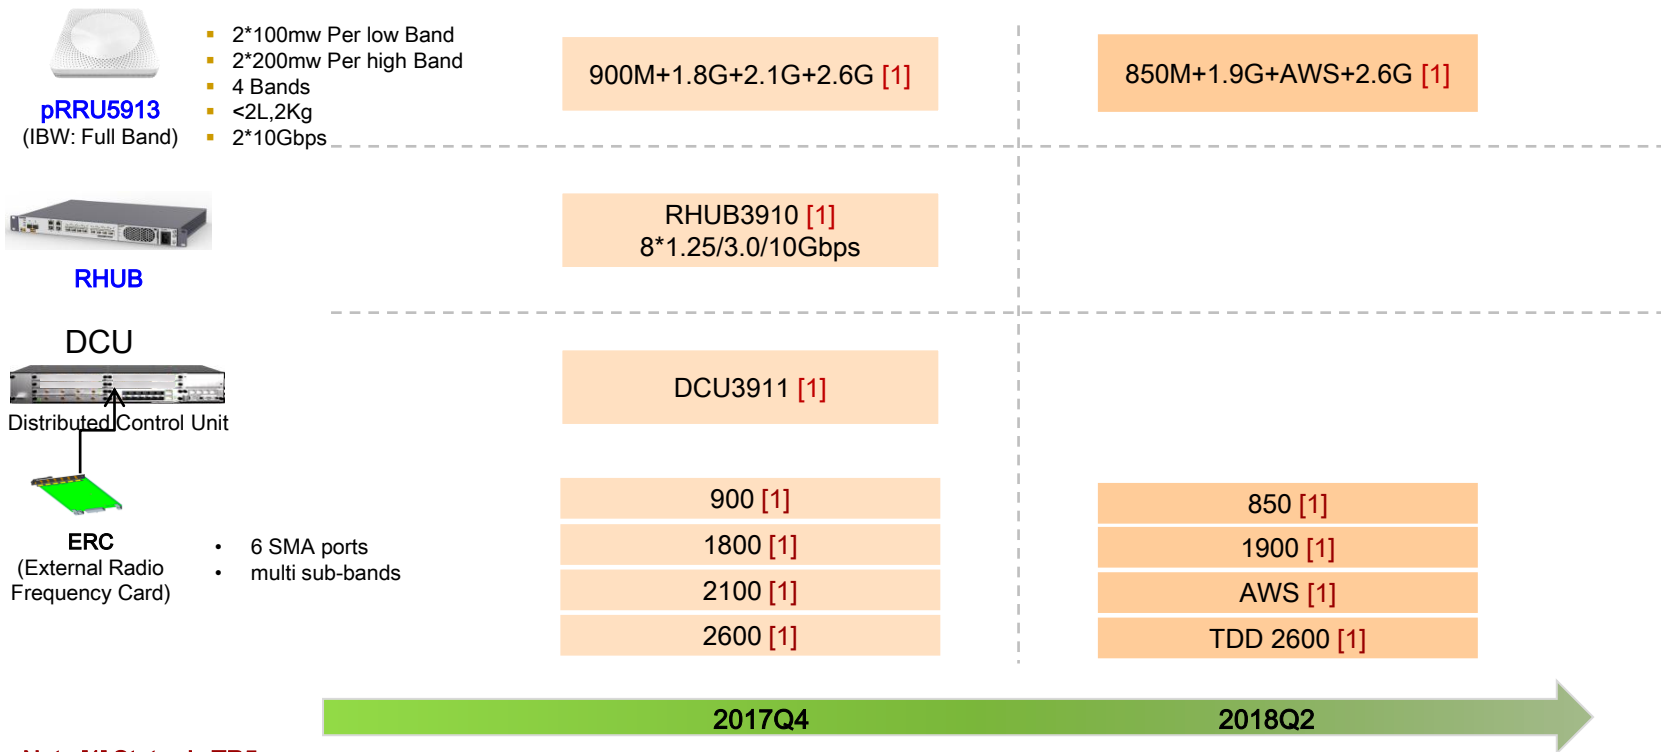 2*100mw Per low Band
2*200mw Per high Band
4 Bands
<2L,2Kg
2*10Gbps
pRRU5913
(IBW: Full Band)
900M+1.8G+2.1G+2.6G [1]
850M+1.9G+AWS+2.6G [1]
RHUB
RHUB3910 [1]
8*1.25/3.0/10Gbps
DCU
Distributed Control Unit
DCU3911 [1]
ERC
(External Radio
Frequency Card)
6 SMA ports
multi sub-bands
900 [1]
1800 [1]
2100 [1]
2600 [1]
850 [1]
1900 [1]
AWS [1]
TDD 2600 [1]
2017Q4
2018Q2